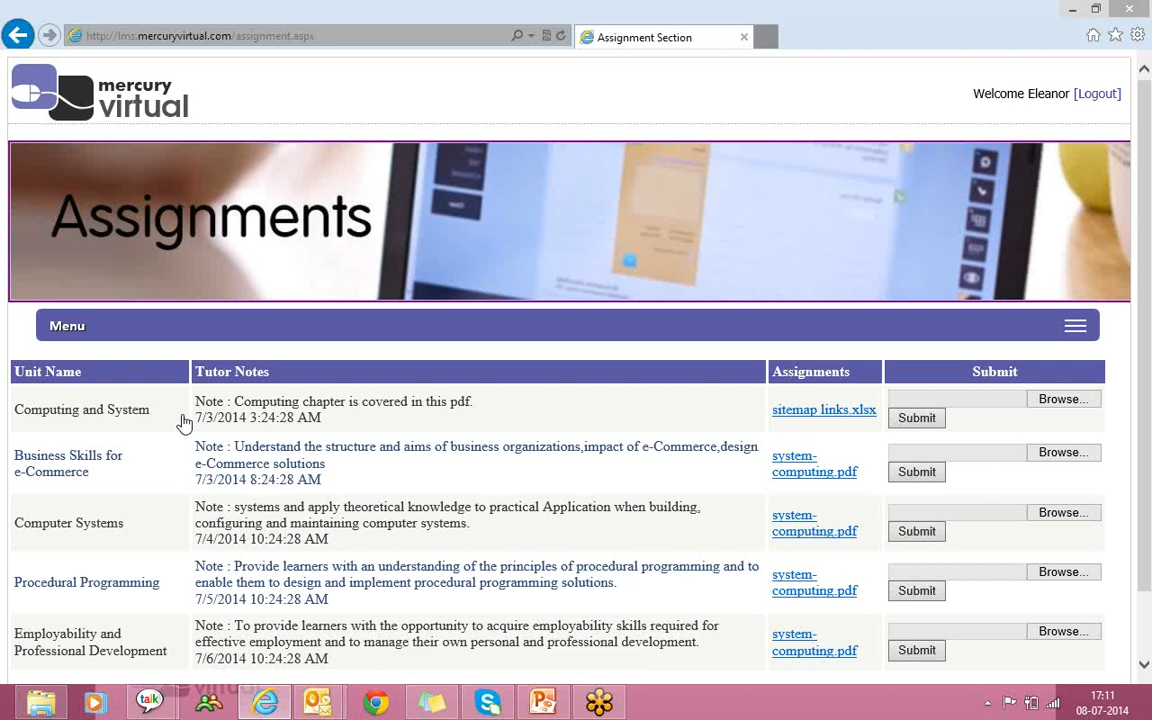 http://lms.mercuryvirtual.com/assignment.aspx
Assignment Section
mercury
virtual
Welcome Eleanor [Logout]
Assignments
Menu
Unit Name Tutor Notes Assignments Submit
Computing and System
Note : Computing chapter is covered in this pdf.
7/3/2014 3:24:28 AM
sitemap links.xlsx
Browse...
Submit
Business Skills for
e-Commerce
Note : Understand the structure and aims of business organizations,impact of e-Commerce,design
e-Commerce solutions
7/3/2014 8:24:28 AM
system-
computing.pdf
Browse...
Submit
Computer Systems
Note : systems and apply theoretical knowledge to practical Application when building,
configuring and maintaining computer systems.
7/4/2014 10:24:28 AM
system-
computing.pdf
Browse...
Submit
Procedural Programming
Note : Provide learners with an understanding of the principles of procedural programming and to
enable them to design and implement procedural programming solutions.
7/5/2014 10:24:28 AM
system-
computing.pdf
Browse...
Submit
Employability and
Professional Development
Note : To provide learners with the opportunity to acquire employability skills required for
effective employment and to manage their own personal and professional development.
7/6/2014 10:24:28 AM
system-
computing.pdf
Browse...
Submit
talk
virtual
17:11
08-07-2014